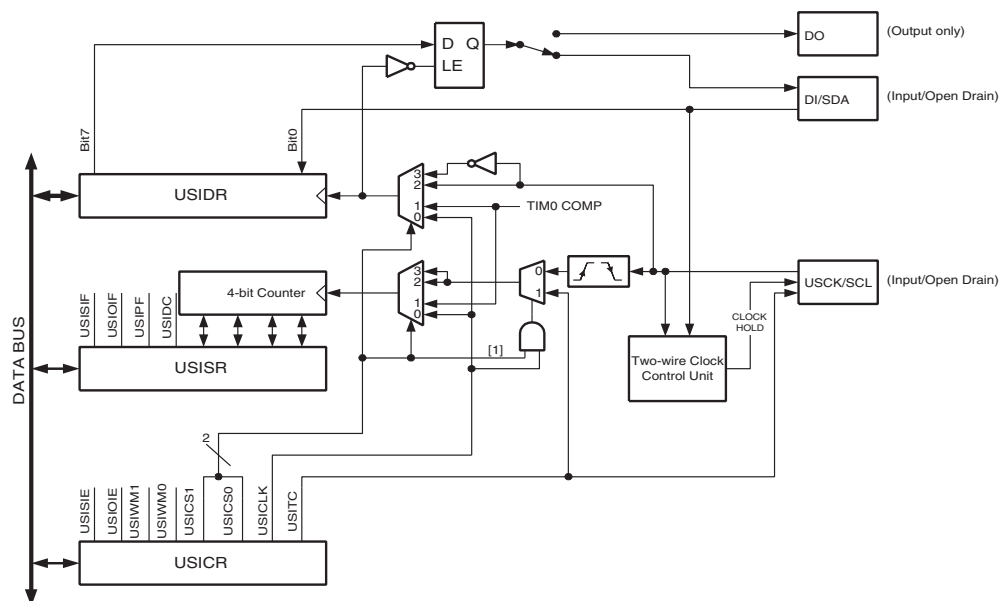 D Q
LE
DO
(Output only)
DI/SDA
(Input/Open Drain)
Bit7
Bit0
USIDR
3
2
1
0
TIM0 COMP
4-bit Counter
3
2
1
0
0
1
USCK/SCL
(Input/Open Drain)
CLOCK
HOLD
USISIF
USIOIF
USIPF
USIDC
USISR
[1]
Two-wire Clock
Control Unit
DATA BUS
2
USISIE
USIOIE
USIWM1
USIWM0
USICS1
USICS0
USICLK
USITC
USICR